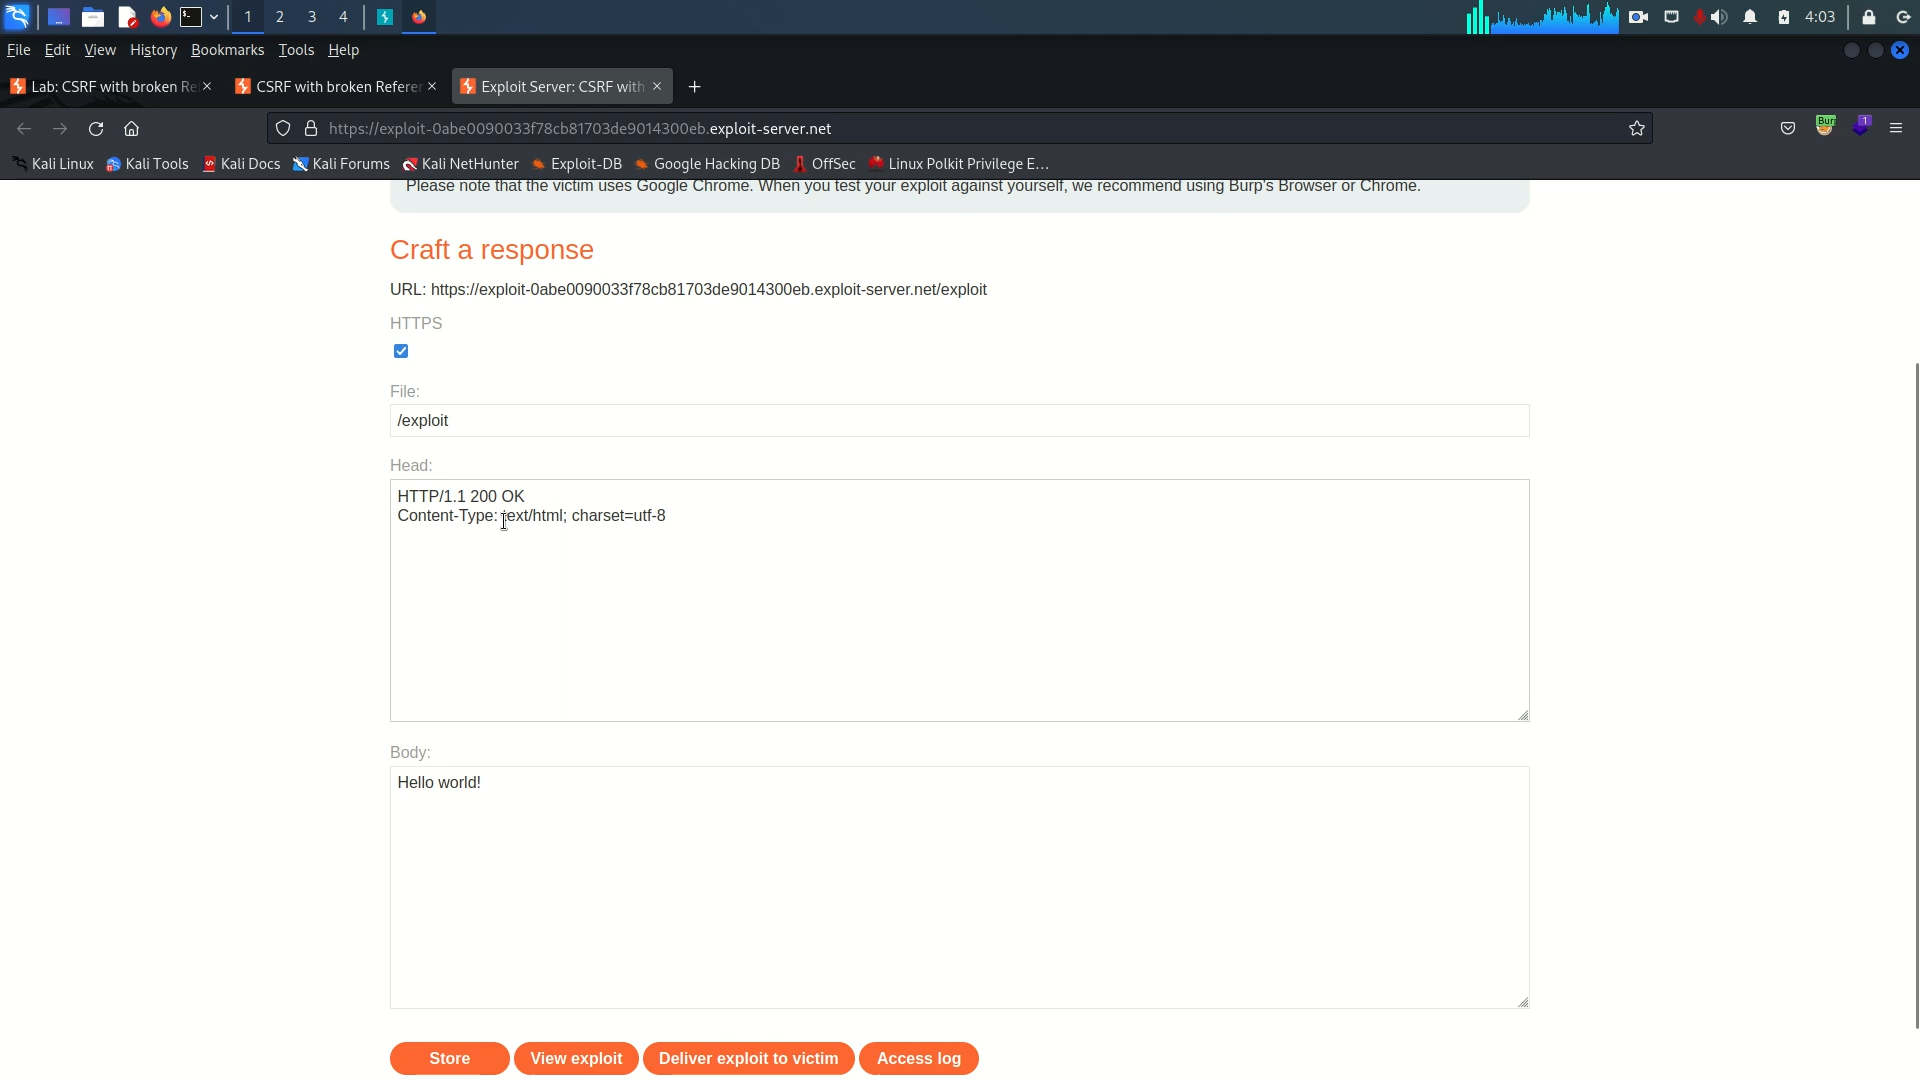 1 2 3 4 4:03
File Edit View History Bookmarks Tools Help
Lab: CSRF with broken Re CSRF with broken Referer Exploit Server: CSRF with
https://exploit-0abe0090033f78cb81703de9014300eb.exploit-server.net Bur 1
Kali Linux Kali Tools Kali Docs Kali Forums Kali NetHunter Exploit-DB Google Hacking DB OffSec Linux Polkit Privilege E...
Please note that the victim uses Google Chrome. When you test your exploit against yourself, we recommend using Burp's Browser or Chrome.
Craft a response
URL: https://exploit-0abe0090033f78cb81703de9014300eb.exploit-server.net/exploit
HTTPS
File:
/exploit
Head:
HTTP/1.1 200 OK
Content-Type: text/html; charset=utf-8
Body:
Hello world!
Store View exploit Deliver exploit to victim Access log